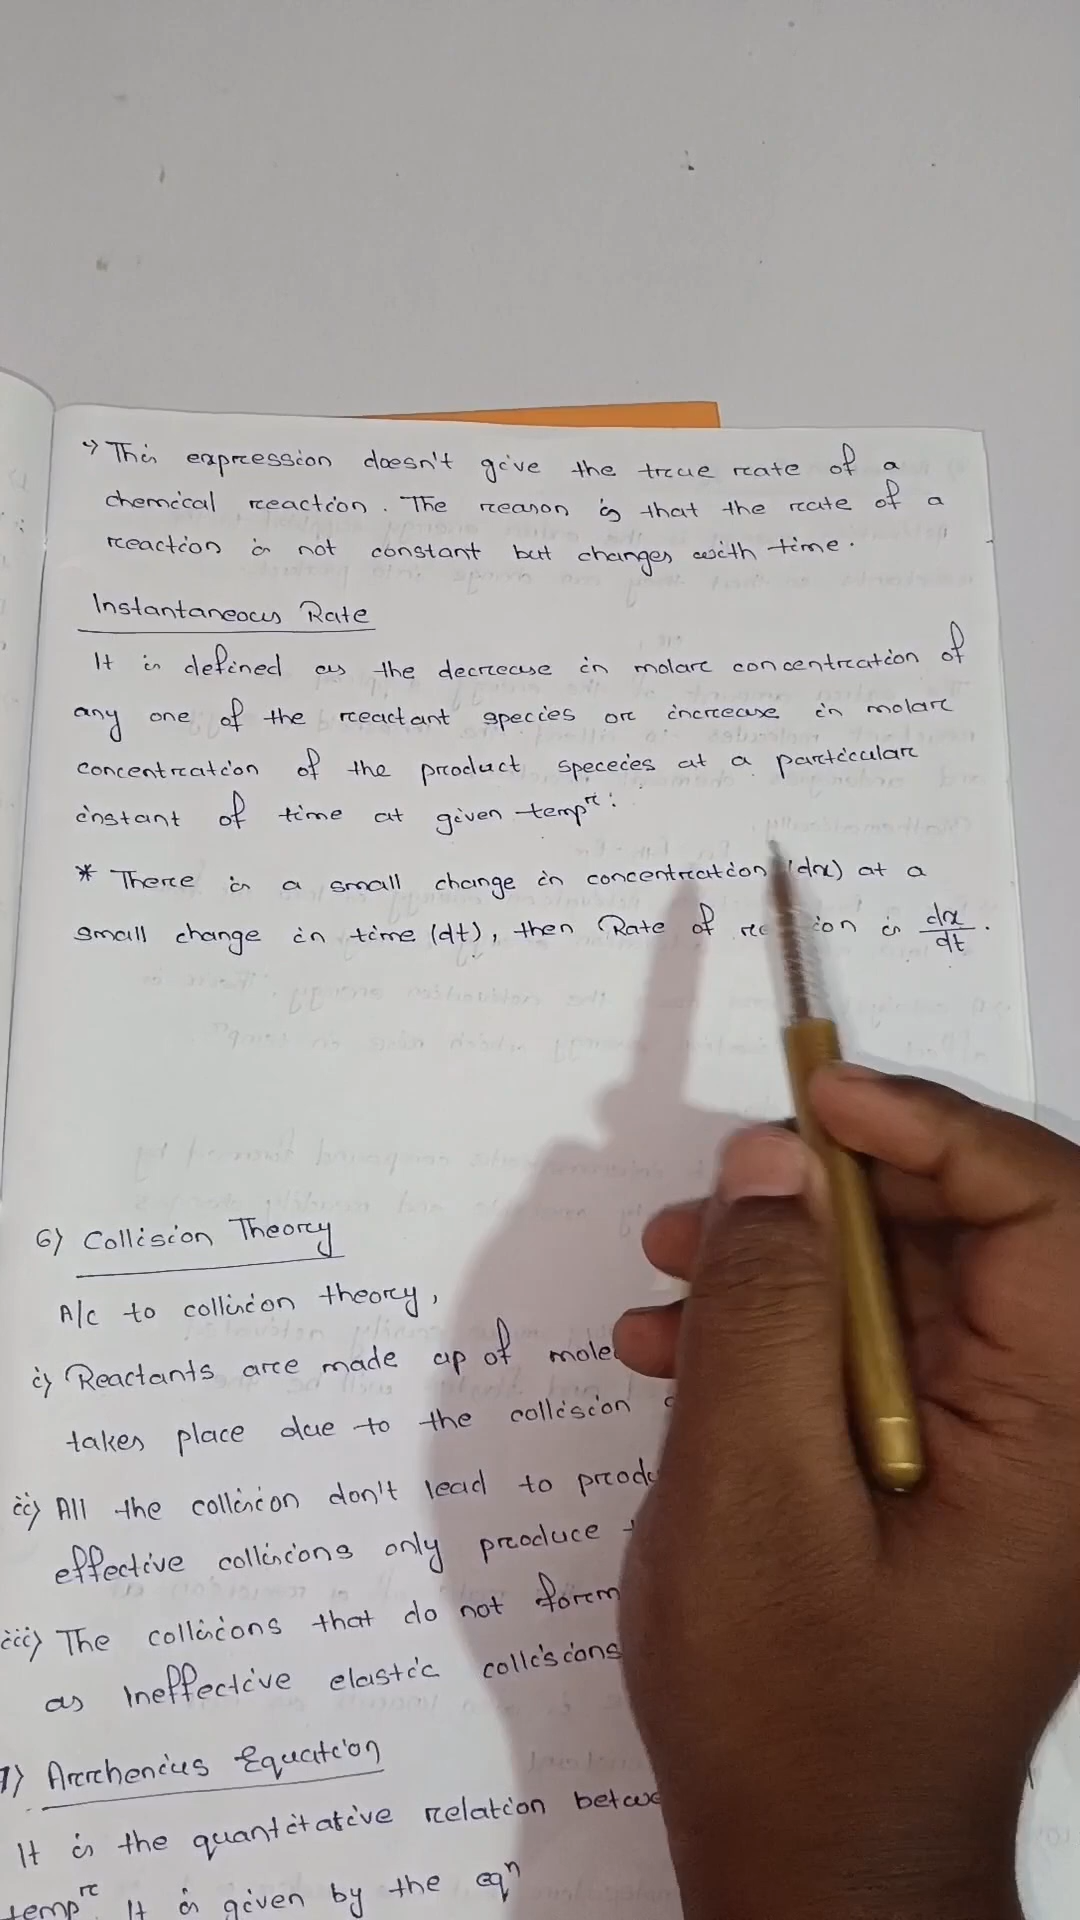 This expression doesn't give the true rate of a
chemical reaction. The reason is that the rate of a
reaction is not constant but changes with time.
Instantaneous Rate
It is defined as the decrease in molar concentration of
any one of the reactant species or increase in molar
concentration of the product species at a particular
instant of time at given temp^r.
* There is a small change in concentration (dx) at a
small change in time (dt), then Rate of is dx/dt.
6) Collision Theory
A/c to collision theory,
i) Reactants are made up of
takes place due to the collision
ii) All the collision don't lead to
effective collisions only produce
iii) The collisions that do not form
as ineffective elastic collisions
7) Arrhenius Equation
It is the quantitative relation
temp^r. It is given by the eq^n